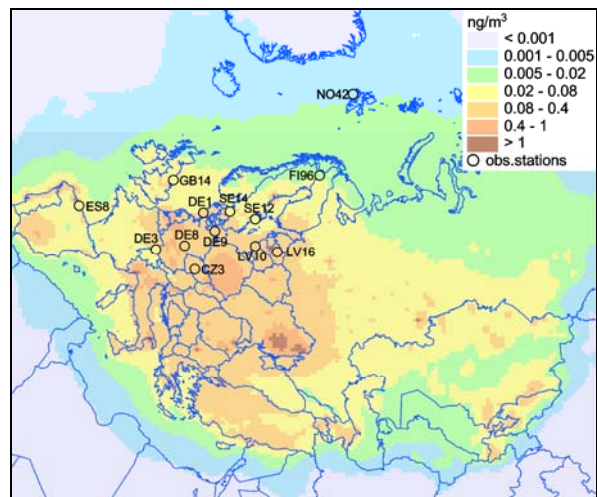 ng/m³
< 0.001
0.001 - 0.005
0.005 - 0.02
0.02 - 0.08
0.08 - 0.4
0.4 - 1
> 1
obs.stations
NO42
FI96
GB14
ES8
DE1
SE14
SE12
DE3
DE8
DE9
LV10
LV16
CZ3